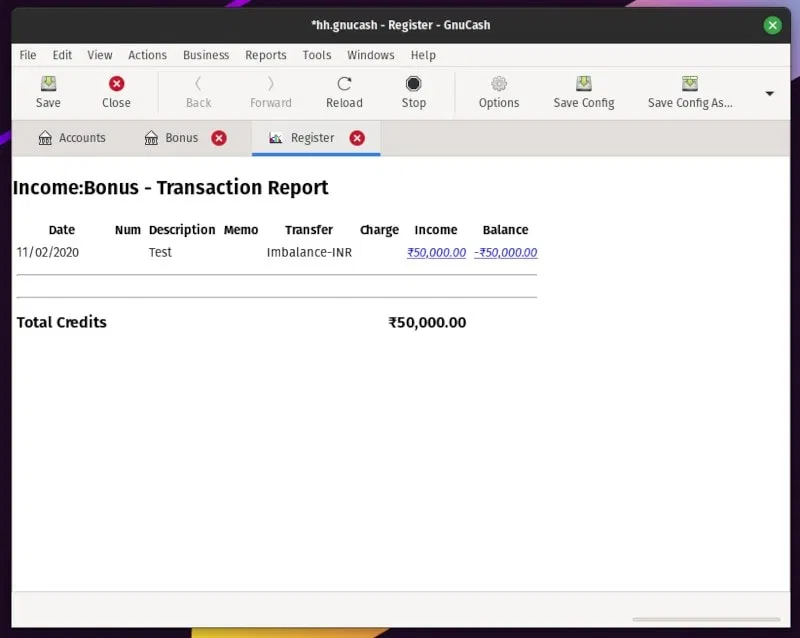 *hh.gnucash - Register - GnuCash
File Edit View Actions Business Reports Tools Windows Help
Save Close Back Forward Reload Stop Options Save Config Save Config As...
Accounts Bonus Register
Income:Bonus - Transaction Report
Date Num Description Memo Transfer Charge Income Balance
11/02/2020 Test Imbalance-INR ₹50,000.00 -₹50,000.00
Total Credits ₹50,000.00